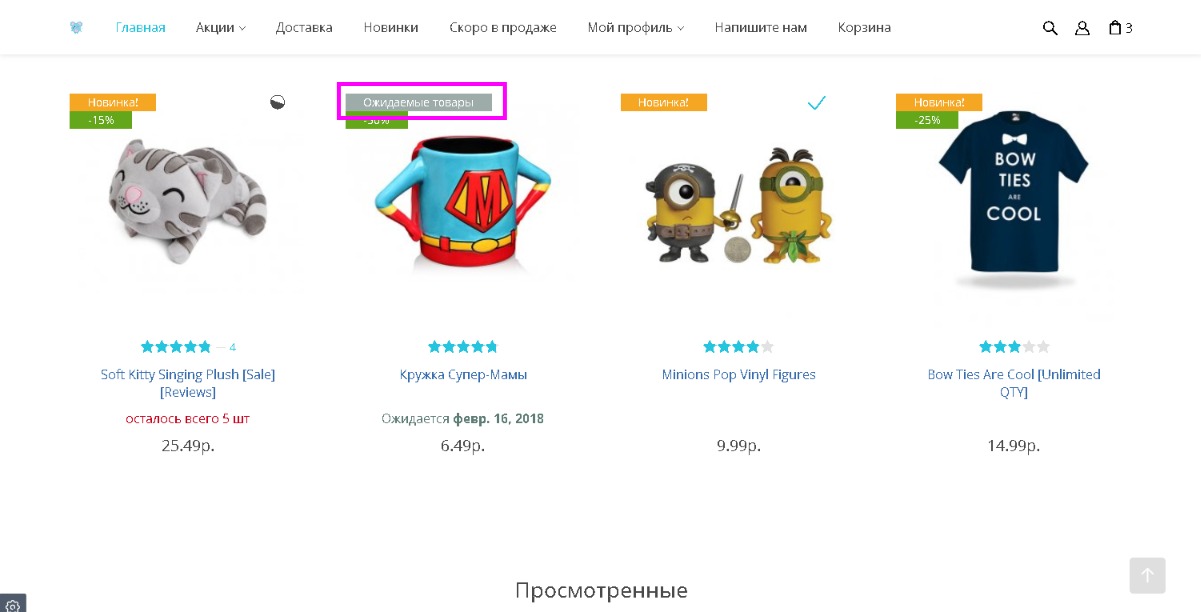 Главная Акции Доставка Новинки Скоро в продаже Мой профиль Напишите нам Корзина 3
Новинка!
-15%
Ожидаемые товары
Новинка!
Новинка!
-25%
BOW
TIES
ARE
COOL
— 4
Soft Kitty Singing Plush [Sale]
[Reviews]
осталось всего 5 шт
25.49р.
Кружка Супер-Мамы
Ожидается февр. 16, 2018
6.49р.
Minions Pop Vinyl Figures
9.99р.
Bow Ties Are Cool [Unlimited
QTY]
14.99р.
Просмотренные